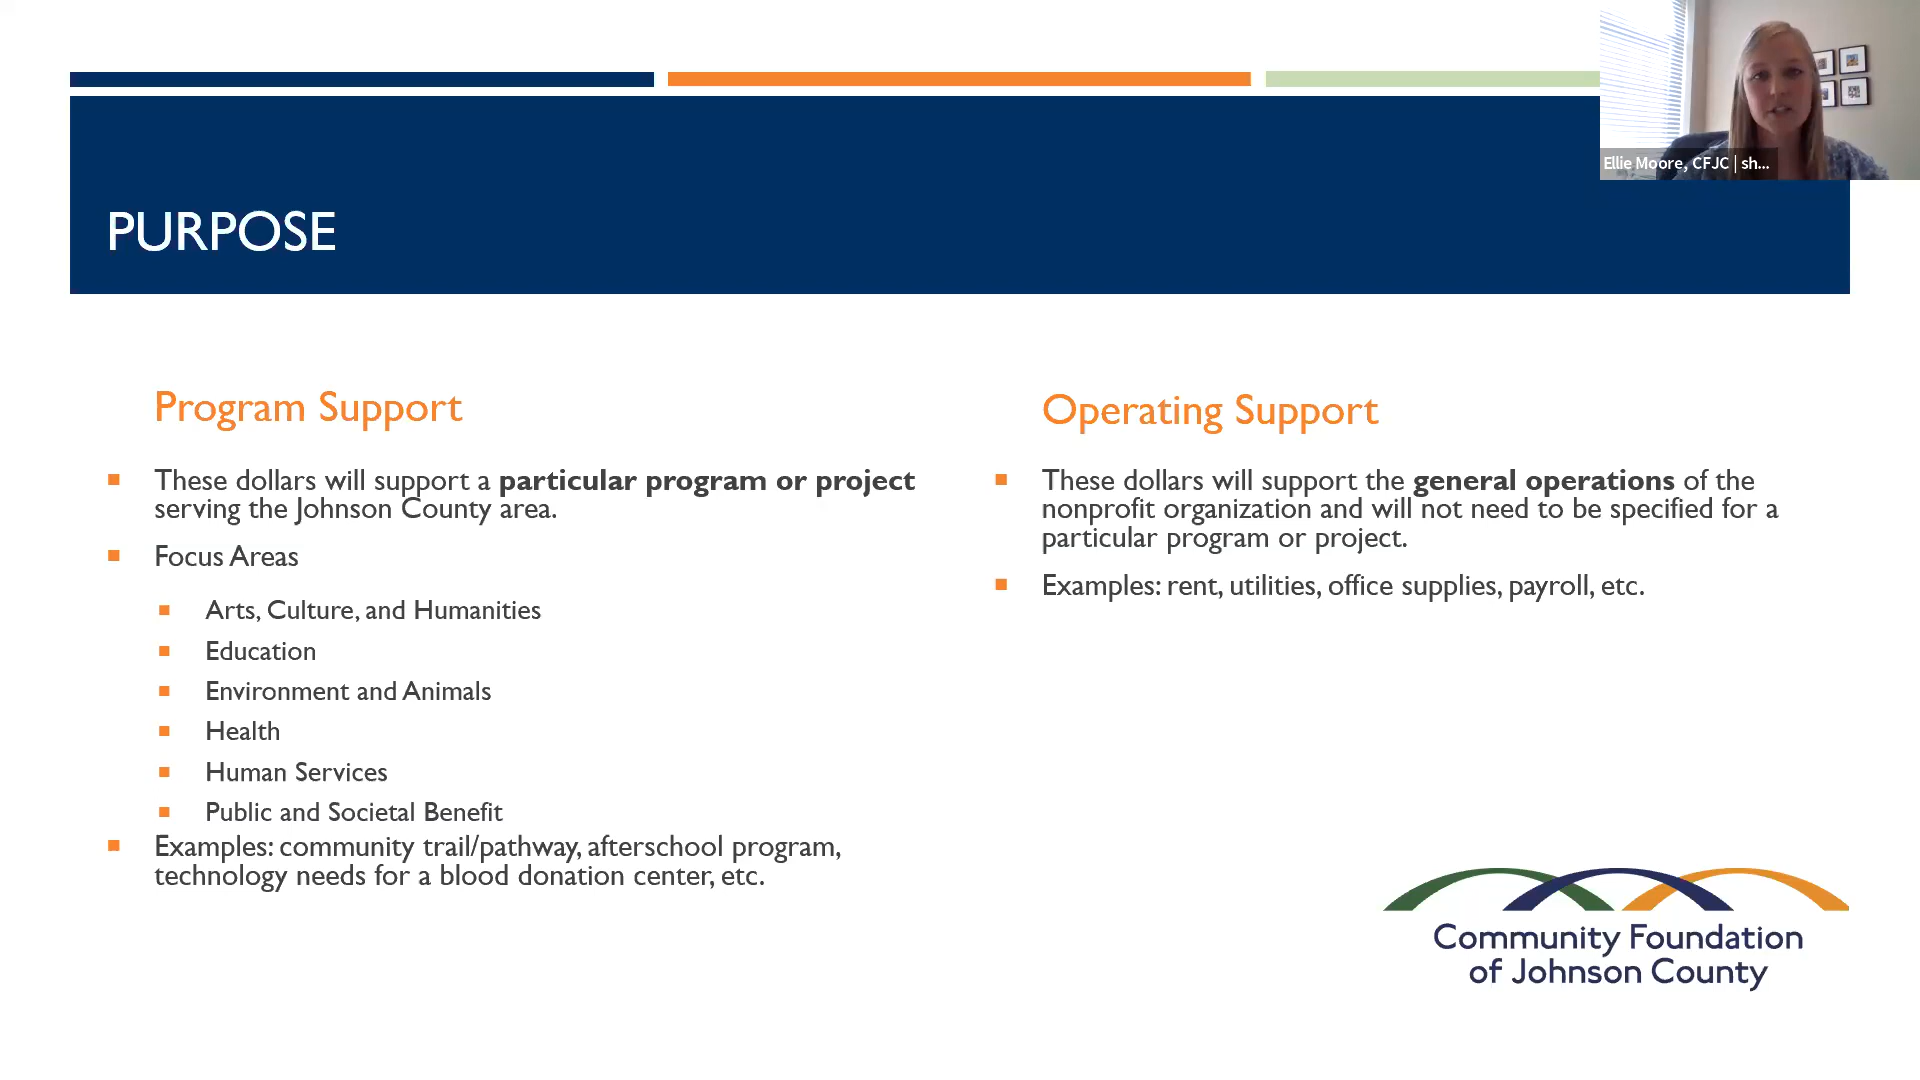 Ellie Moore, CFJC | sh...
PURPOSE
Program Support
These dollars will support a particular program or project
serving the Johnson County area.
Focus Areas
Arts, Culture, and Humanities
Education
Environment and Animals
Health
Human Services
Public and Societal Benefit
Examples: community trail/pathway, afterschool program,
technology needs for a blood donation center, etc.
Operating Support
These dollars will support the general operations of the
nonprofit organization and will not need to be specified for a
particular program or project.
Examples: rent, utilities, office supplies, payroll, etc.
Community Foundation
of Johnson County